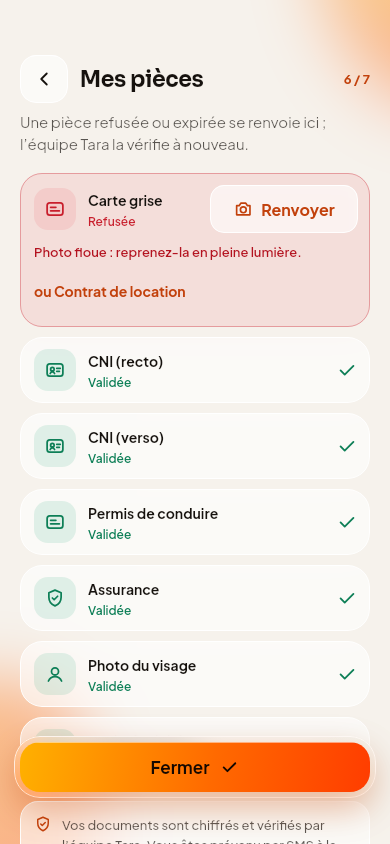 Mes pièces
6 / 7
Une pièce refusée ou expirée se renvoie ici ;
l'équipe Tara la vérifie à nouveau.
Carte grise
Refusée
Renvoyer
Photo floue : reprenez-la en pleine lumière.
ou Contrat de location
CNI (recto)
Validée
CNI (verso)
Validée
Permis de conduire
Validée
Assurance
Validée
Photo du visage
Validée
Fermer
Vos documents sont chiffrés et vérifiés par
l'équipe Tara. Vous êtes prévenu par SMS à la